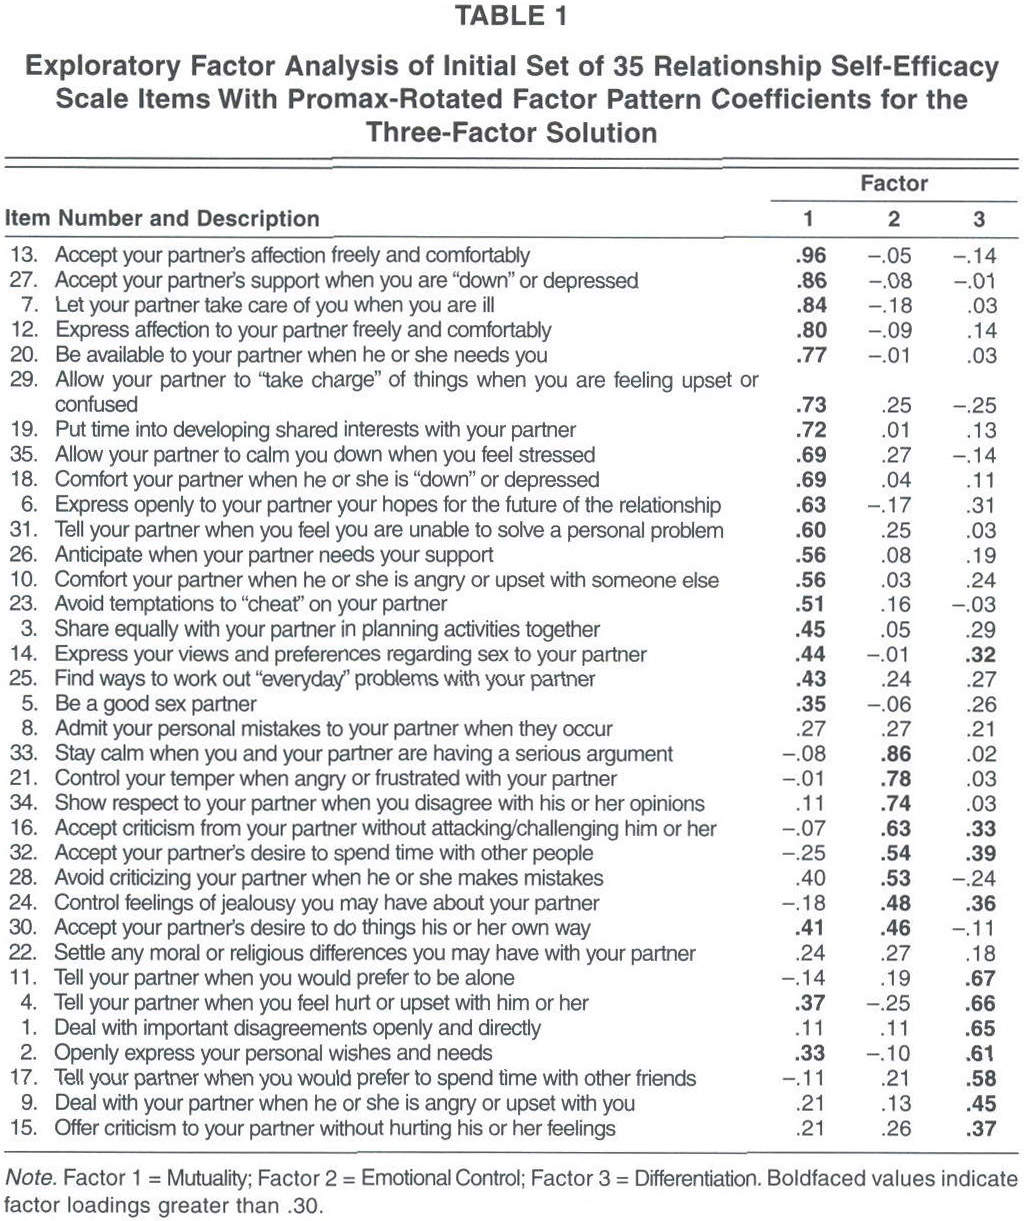 TABLE 1
Exploratory Factor Analysis of Initial Set of 35 Relationship Self-Efficacy
Scale Items With Promax-Rotated Factor Pattern Coefficients for the
Three-Factor Solution
Factor
Item Number and Description 1 2 3
13. Accept your partner's affection freely and comfortably .96 –.05 –.14
27. Accept your partner's support when you are "down" or depressed .86 –.08 –.01
7. Let your partner take care of you when you are ill .84 –.18 .03
12. Express affection to your partner freely and comfortably .80 –.09 .14
20. Be available to your partner when he or she needs you .77 –.01 .03
29. Allow your partner to "take charge" of things when you are feeling upset or
confused .73 .25 –.25
19. Put time into developing shared interests with your partner .72 .01 .13
35. Allow your partner to calm you down when you feel stressed .69 .27 –.14
18. Comfort your partner when he or she is "down" or depressed .69 .04 .11
6. Express openly to your partner your hopes for the future of the relationship .63 –.17 .31
31. Tell your partner when you feel you are unable to solve a personal problem .60 .25 .03
26. Anticipate when your partner needs your support .56 .08 .19
10. Comfort your partner when he or she is angry or upset with someone else .56 .03 .24
23. Avoid temptations to "cheat" on your partner .51 .16 –.03
3. Share equally with your partner in planning activities together .45 .05 .29
14. Express your views and preferences regarding sex to your partner .44 –.01 .32
25. Find ways to work out "everyday" problems with your partner .43 .24 .27
5. Be a good sex partner .35 –.06 .26
8. Admit your personal mistakes to your partner when they occur .27 .27 .21
33. Stay calm when you and your partner are having a serious argument –.08 .86 .02
21. Control your temper when angry or frustrated with your partner –.01 .78 .03
34. Show respect to your partner when you disagree with his or her opinions .11 .74 .03
16. Accept criticism from your partner without attacking/challenging him or her –.07 .63 .33
32. Accept your partner's desire to spend time with other people –.25 .54 .39
28. Avoid criticizing your partner when he or she makes mistakes .40 .53 –.24
24. Control feelings of jealousy you may have about your partner –.18 .48 .36
30. Accept your partner's desire to do things his or her own way .41 .46 –.11
22. Settle any moral or religious differences you may have with your partner .24 .27 .18
11. Tell your partner when you would prefer to be alone –.14 .19 .67
4. Tell your partner when you feel hurt or upset with him or her .37 –.25 .66
1. Deal with important disagreements openly and directly .11 .11 .65
2. Openly express your personal wishes and needs .33 –.10 .61
17. Tell your partner when you would prefer to spend time with other friends –.11 .21 .58
9. Deal with your partner when he or she is angry or upset with you .21 .13 .45
15. Offer criticism to your partner without hurting his or her feelings .21 .26 .37
Note. Factor 1 = Mutuality; Factor 2 = Emotional Control; Factor 3 = Differentiation. Boldfaced values indicate
factor loadings greater than .30.